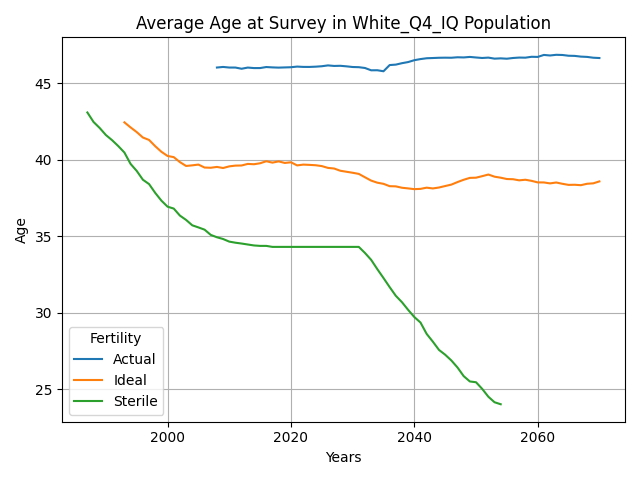 Average Age at Survey in White_Q4_IQ Population
Age
45
40
35
30
25
Fertility
Actual
Ideal
Sterile
2000
2020
2040
2060
Years